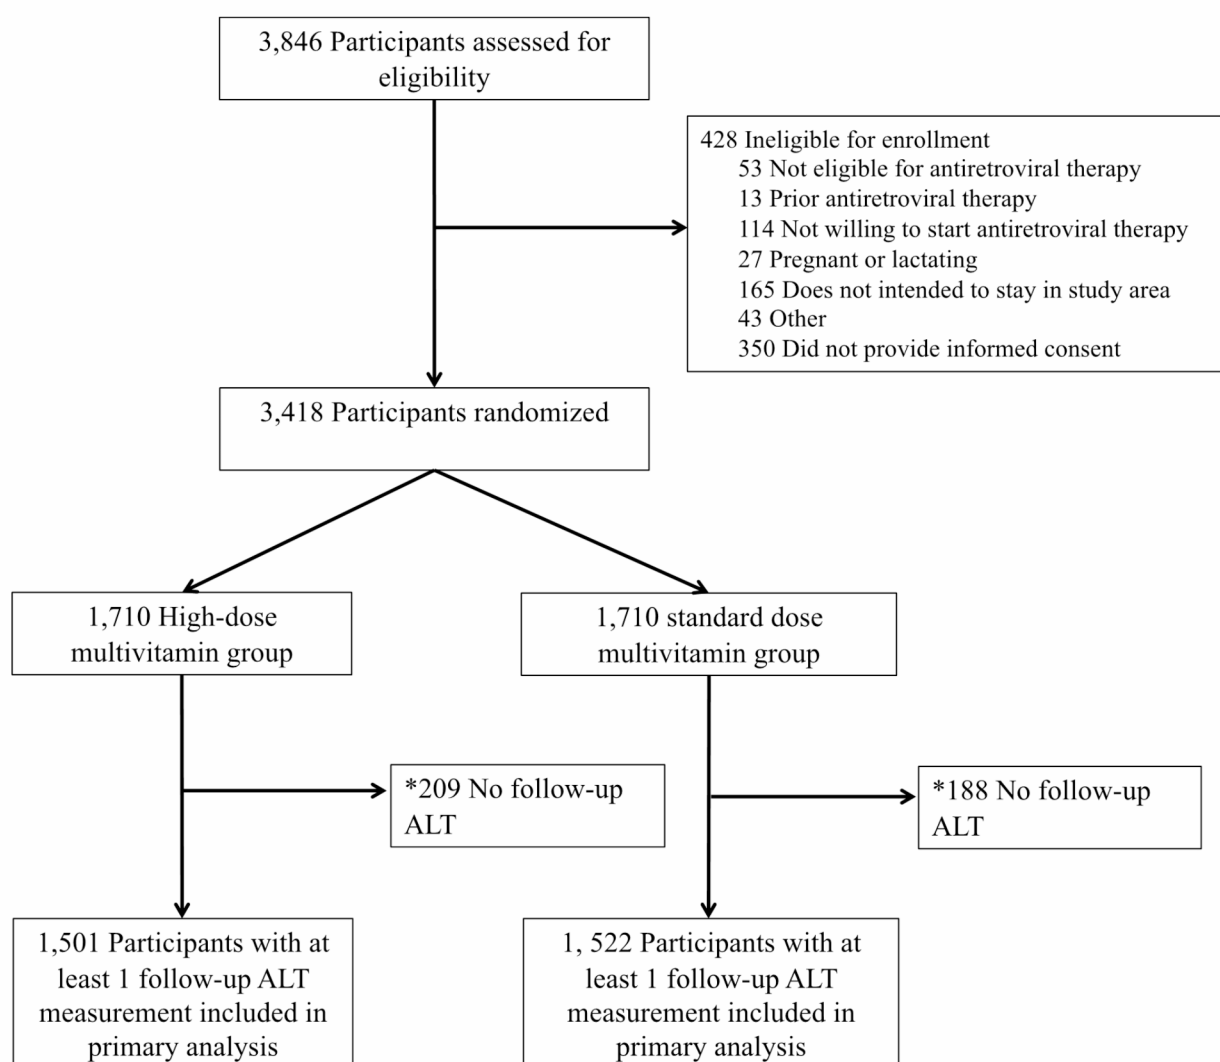 3,846 Participants assessed for
eligibility
428 Ineligible for enrollment
53 Not eligible for antiretroviral therapy
13 Prior antiretroviral therapy
114 Not willing to start antiretroviral therapy
27 Pregnant or lactating
165 Does not intended to stay in study area
43 Other
350 Did not provide informed consent
3,418 Participants randomized
1,710 High-dose
multivitamin group
1,710 standard dose
multivitamin group
*209 No follow-up
ALT
*188 No follow-up
ALT
1,501 Participants with at
least 1 follow-up ALT
measurement included in
primary analysis
1, 522 Participants with at
least 1 follow-up ALT
measurement included in
primary analysis